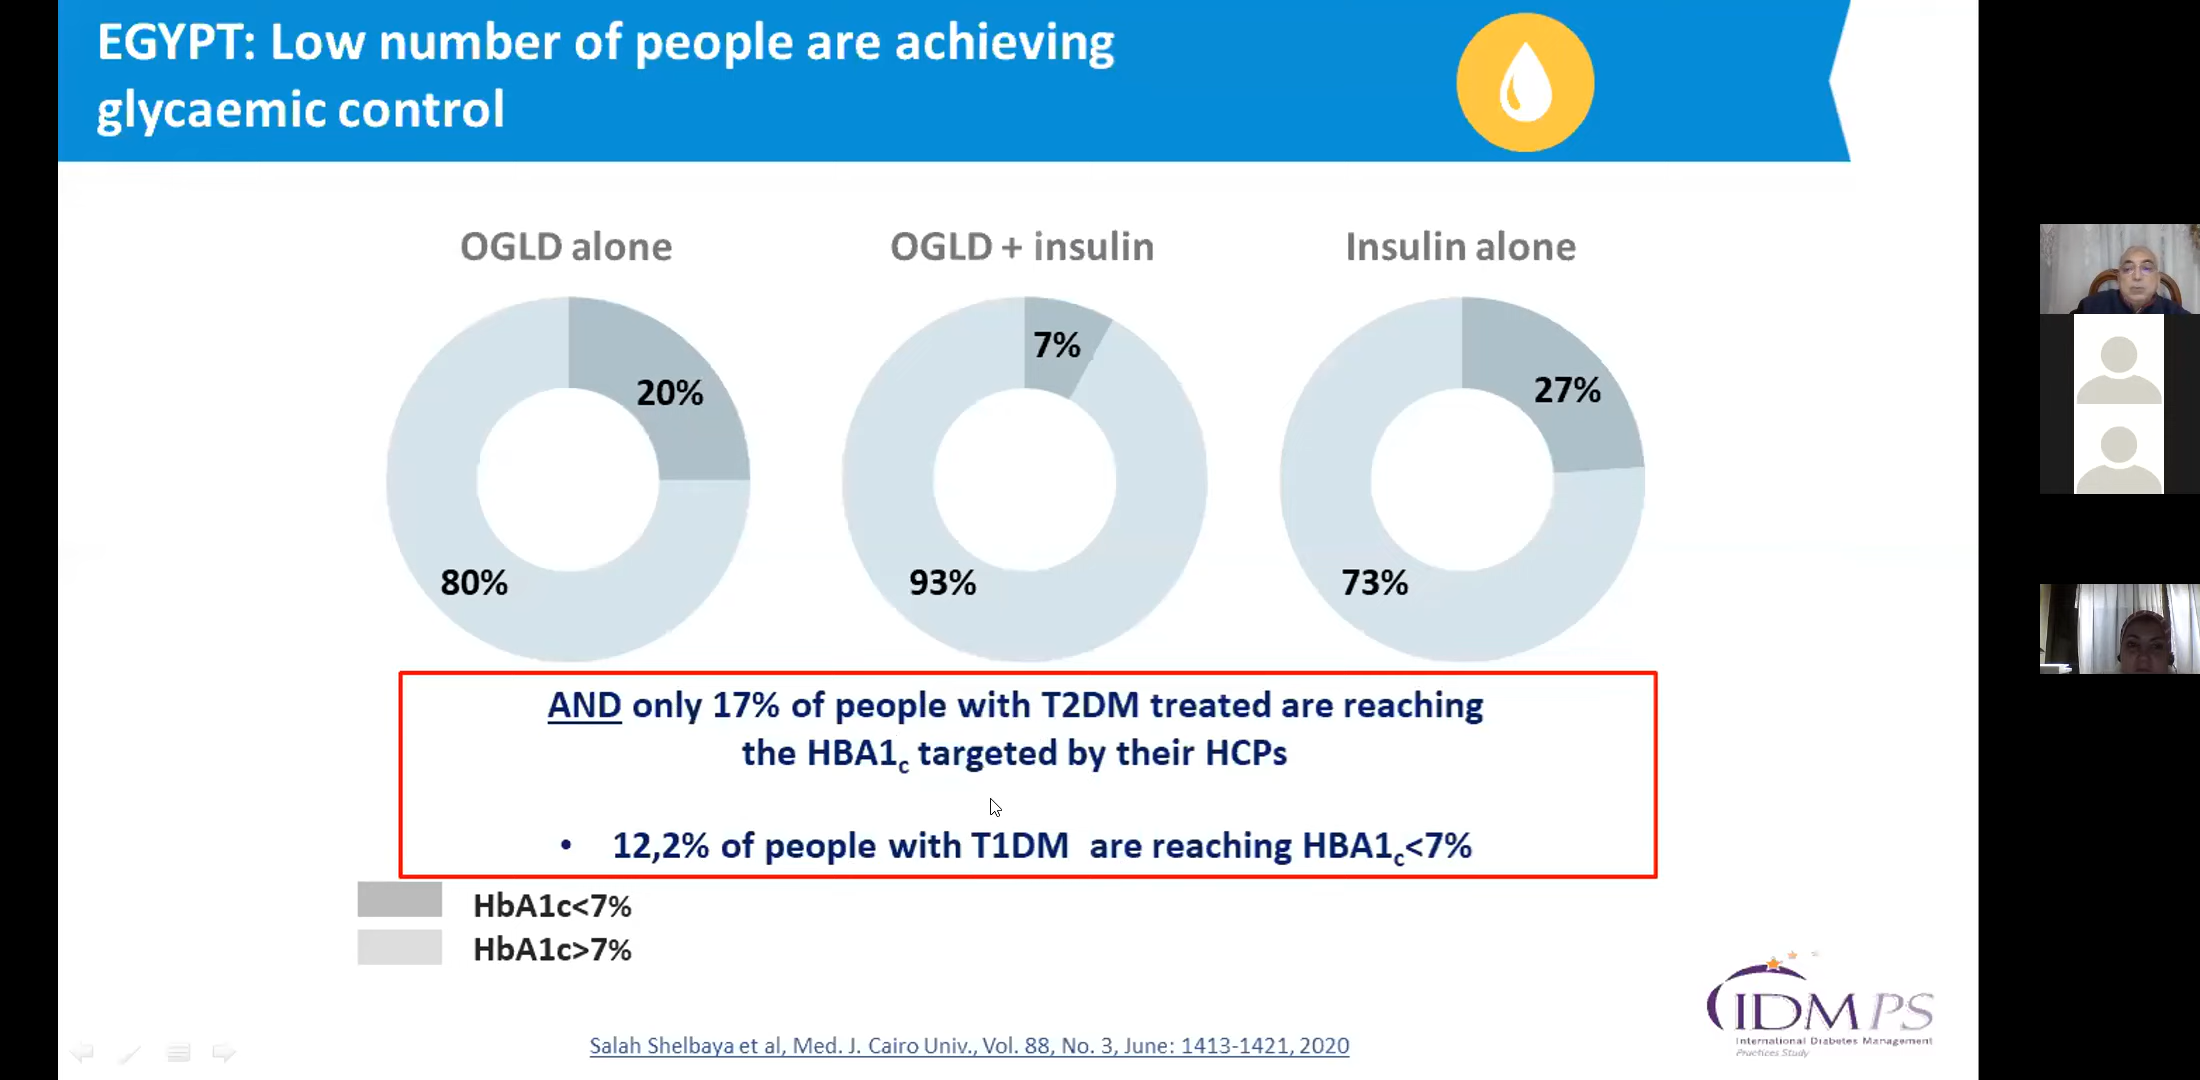 EGYPT: Low number of people are achieving
glycaemic control
OGLD alone
OGLD + insulin
Insulin alone
20%
80%
7%
93%
27%
73%
AND only 17% of people with T2DM treated are reaching
the HBA1c targeted by their HCPs
• 12,2% of people with T1DM are reaching HBA1c<7%
HbA1c<7%
HbA1c>7%
Salah Shelbaya et al, Med. J. Cairo Univ., Vol. 88, No. 3, June: 1413-1421, 2020
IDMPS
International Diabetes Management
Practices Study